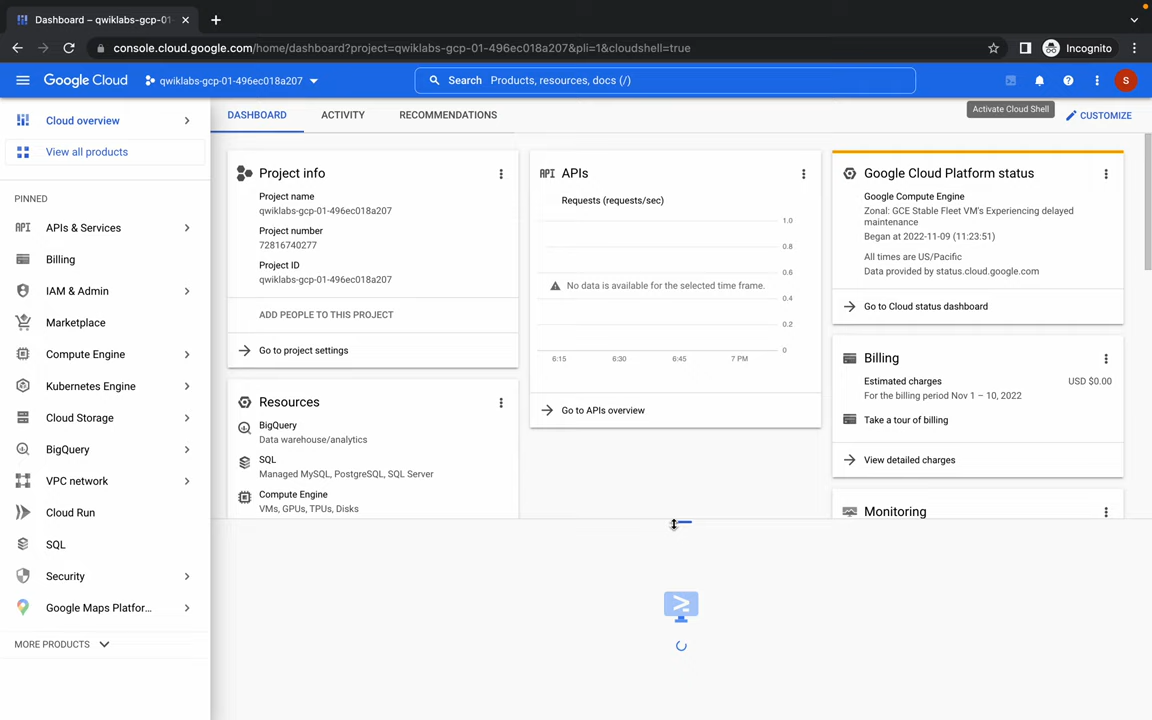 Dashboard – qwiklabs-gcp-01-
console.cloud.google.com/home/dashboard?project=qwiklabs-gcp-01-496ec018a207&pli=1&cloudshell=true
Incognito
Google Cloud
qwiklabs-gcp-01-496ec018a207
Search Products, resources, docs (/)
S
Activate Cloud Shell
Cloud overview
View all products
PINNED
APIs & Services
Billing
IAM & Admin
Marketplace
Compute Engine
Kubernetes Engine
Cloud Storage
BigQuery
VPC network
Cloud Run
SQL
Security
Google Maps Platfor...
MORE PRODUCTS
DASHBOARD
ACTIVITY
RECOMMENDATIONS
CUSTOMIZE
Project info
Project name
qwiklabs-gcp-01-496ec018a207
Project number
72816740277
Project ID
qwiklabs-gcp-01-496ec018a207
ADD PEOPLE TO THIS PROJECT
Go to project settings
Resources
BigQuery
Data warehouse/analytics
SQL
Managed MySQL, PostgreSQL, SQL Server
Compute Engine
VMs, GPUs, TPUs, Disks
API APIs
Requests (requests/sec)
1.0
0.8
0.6
No data is available for the selected time frame.
0.4
0.2
0
6:15 6:30 6:45 7 PM
Go to APIs overview
Google Cloud Platform status
Google Compute Engine
Zonal: GCE Stable Fleet VM's Experiencing delayed
maintenance
Began at 2022-11-09 (11:23:51)
All times are US/Pacific
Data provided by status.cloud.google.com
Go to Cloud status dashboard
Billing
Estimated charges USD $0.00
For the billing period Nov 1 – 10, 2022
Take a tour of billing
View detailed charges
Monitoring